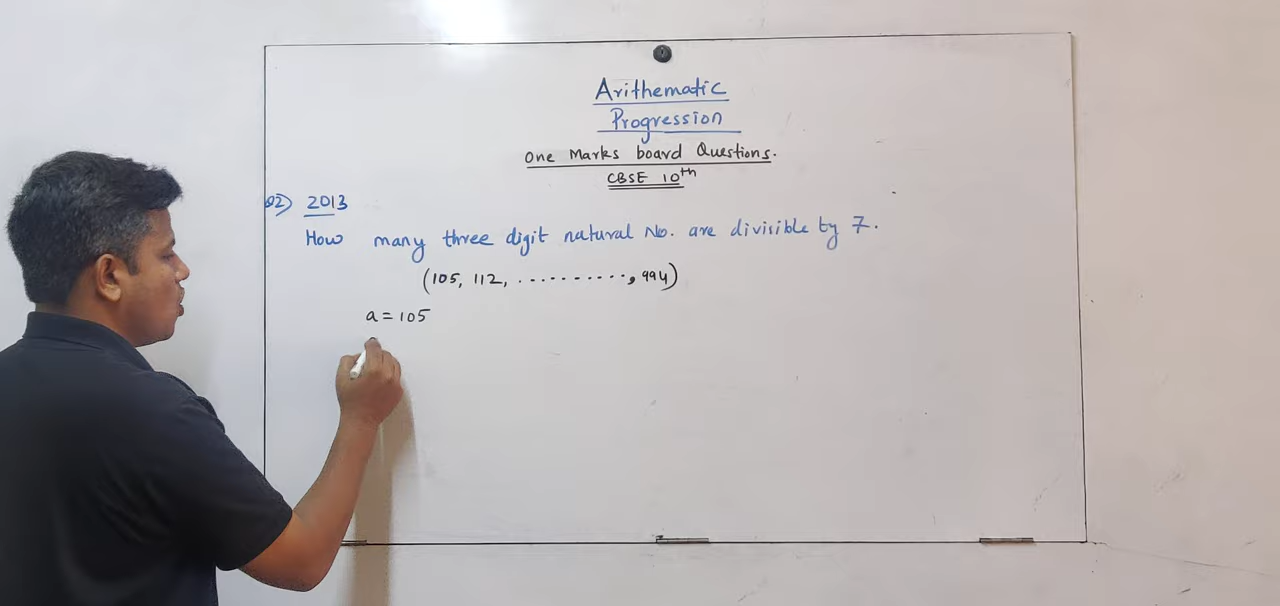 Arithematic
Progression
One Marks board Questions.
CBSE 10th
02) 2013
How many three digit natural No. are divisible by 7.
(105, 112, .........., 994)
a = 105